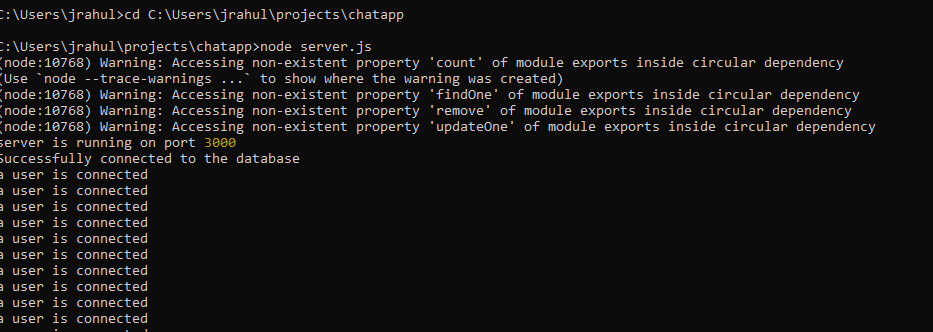 C:\Users\jrahul>cd C:\Users\jrahul\projects\chatapp
C:\Users\jrahul\projects\chatapp>node server.js
(node:10768) Warning: Accessing non-existent property 'count' of module exports inside circular dependency
(Use `node --trace-warnings ...` to show where the warning was created)
(node:10768) Warning: Accessing non-existent property 'findOne' of module exports inside circular dependency
(node:10768) Warning: Accessing non-existent property 'remove' of module exports inside circular dependency
(node:10768) Warning: Accessing non-existent property 'updateOne' of module exports inside circular dependency
server is running on port 3000
Successfully connected to the database
a user is connected
a user is connected
a user is connected
a user is connected
a user is connected
a user is connected
a user is connected
a user is connected
a user is connected
a user is connected